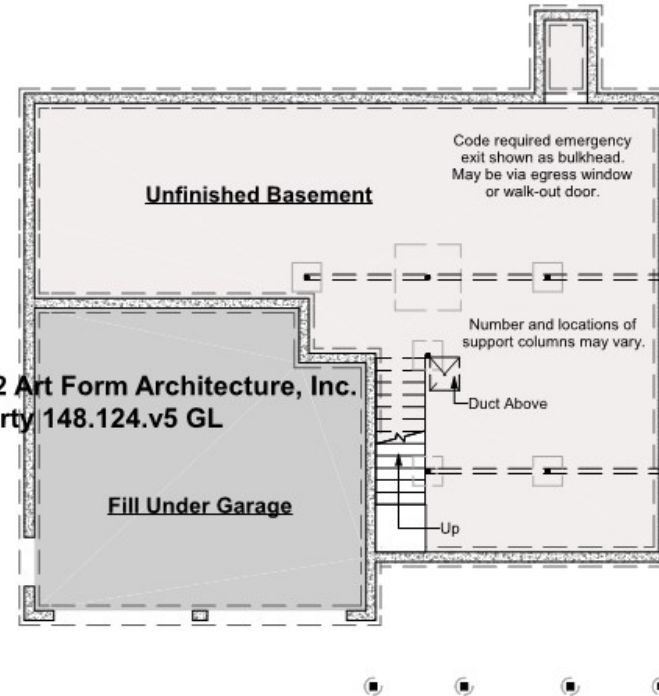 Code required emergency
exit shown as bulkhead.
May be via egress window
or walk-out door.
Unfinished Basement
Number and locations of
support columns may vary.
2 Art Form Architecture, Inc.
rty 148.124.v5 GL
Duct Above
Fill Under Garage
Up